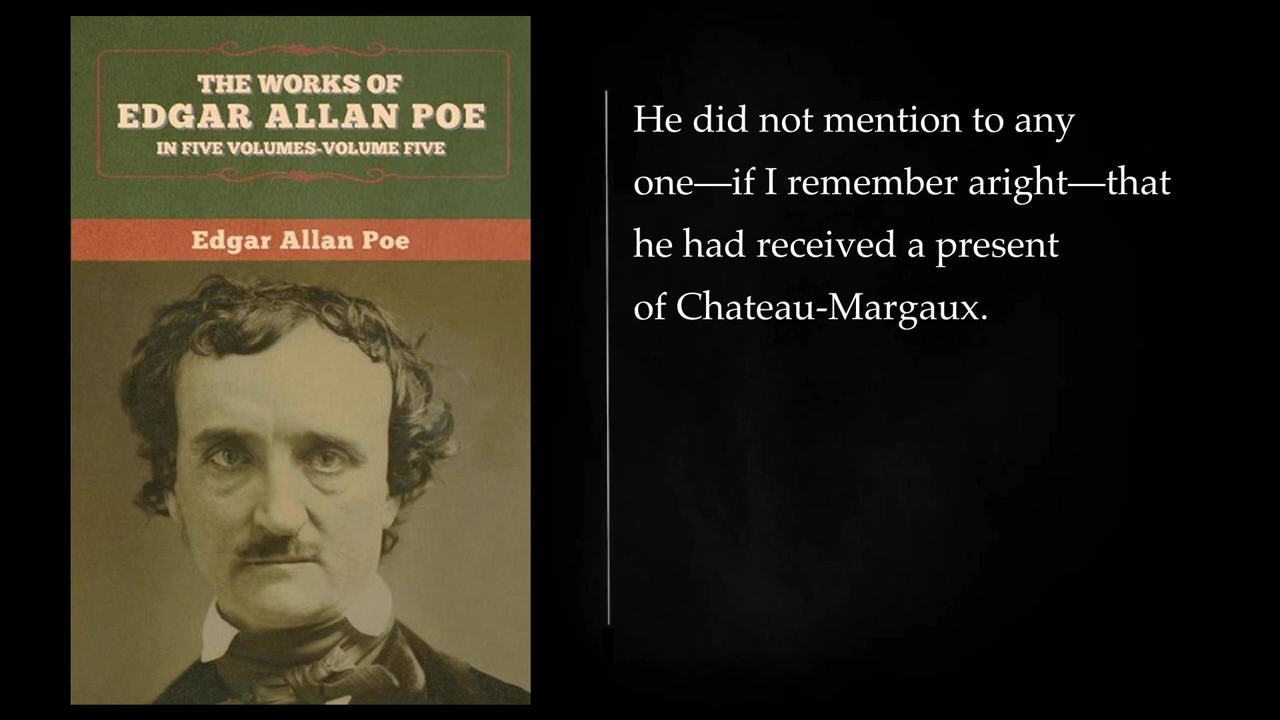 THE WORKS OF
EDGAR ALLAN POE
IN FIVE VOLUMES-VOLUME FIVE
Edgar Allan Poe
He did not mention to any
one—if I remember aright—that
he had received a present
of Chateau-Margaux.